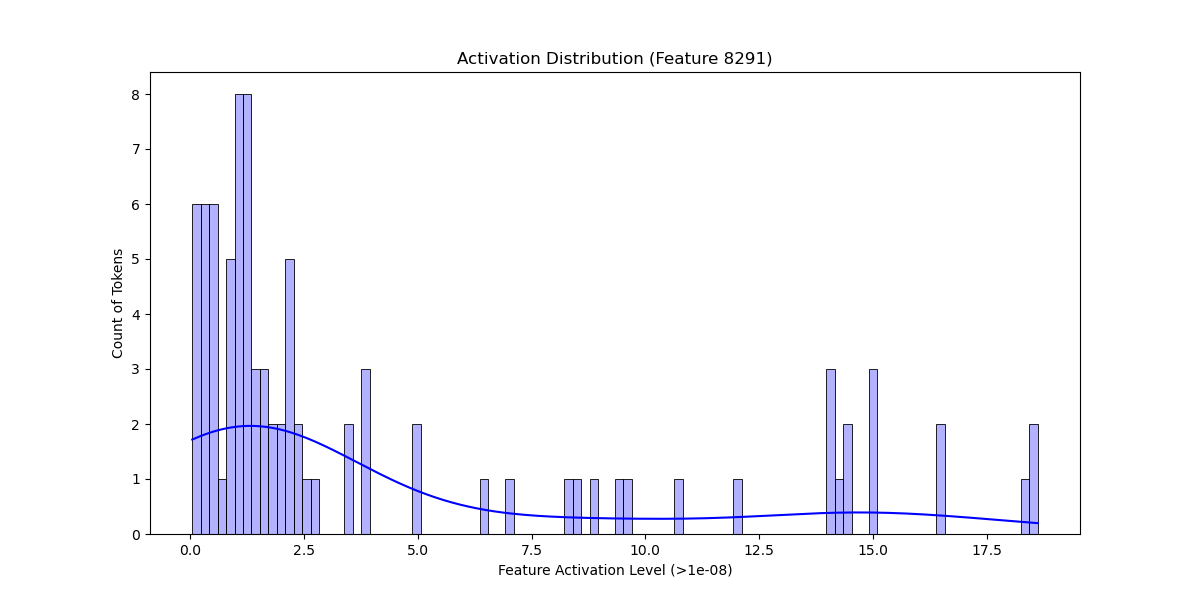 Activation Distribution (Feature 8291)
Count of Tokens
8
7
6
5
4
3
2
1
0
0.0 2.5 5.0 7.5 10.0 12.5 15.0 17.5
Feature Activation Level (>1e-08)